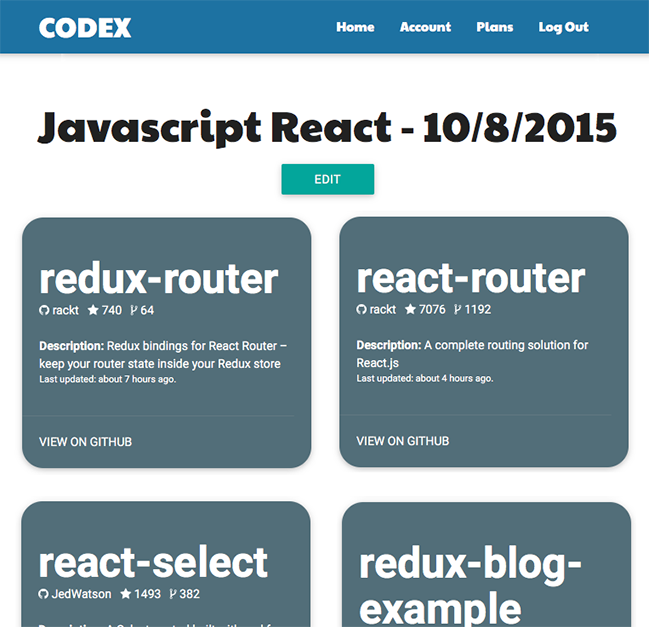 CODEX
Home Account Plans Log Out
Javascript React - 10/8/2015
EDIT
redux-router
rackt 740 64
Description: Redux bindings for React Router –
keep your router state inside your Redux store
Last updated: about 7 hours ago.
VIEW ON GITHUB
react-router
rackt 7076 1192
Description: A complete routing solution for
React.js
Last updated: about 4 hours ago.
VIEW ON GITHUB
react-select
JedWatson 1493 382
redux-blog-
example